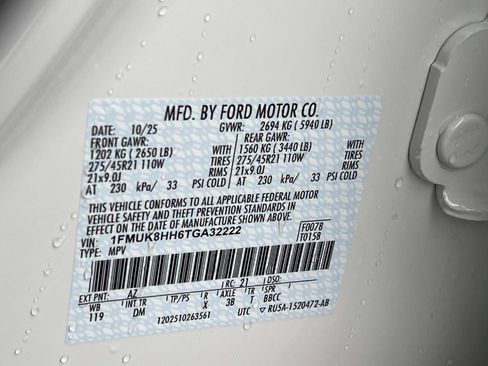 MFD. BY FORD MOTOR CO.
DATE: 10/25 GVWR: 2694 KG (5940 LB)
FRONT GAWR: REAR GAWR:
1202 KG (2650 LB) WITH 1560 KG (3440 LB) WITH
275/45R21 110W TIRES 275/45R21 110W TIRES
21x9.0J RIMS 21x9.0J RIMS
AT 230 kPa/ 33 PSI COLD AT 230 kPa/ 33 PSI COLD
THIS VEHICLE CONFORMS TO ALL APPLICABLE FEDERAL MOTOR
VEHICLE SAFETY AND THEFT PREVENTION STANDARDS IN
EFFECT ON THE DATE OF MANUFACTURE SHOWN ABOVE.
VIN: 1FMUK8HH6TGA32222 F0078
TYPE: MPV T015B
EXT PNT: AZ RC: 21 DSO:
WB INT TR TP/PS R AXLE TR SPR
119 DM X 3B T BBCC
1202510263561 UTC ▽ RU5A-1520472-AB